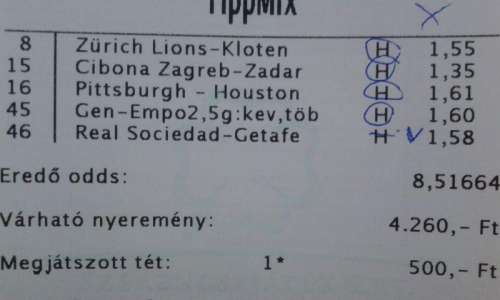 TippMix
8 Zürich Lions-Kloten H 1,55
15 Cibona Zagreb-Zadar H 1,35
16 Pittsburgh - Houston H 1,61
45 Gen-Empo2,5g:kev,töb H 1,60
46 Real Sociedad-Getafe H 1,58
Eredő odds: 8,51664
Várható nyeremény: 4.260,- Ft
Megjátszott tét: 1* 500,- Ft